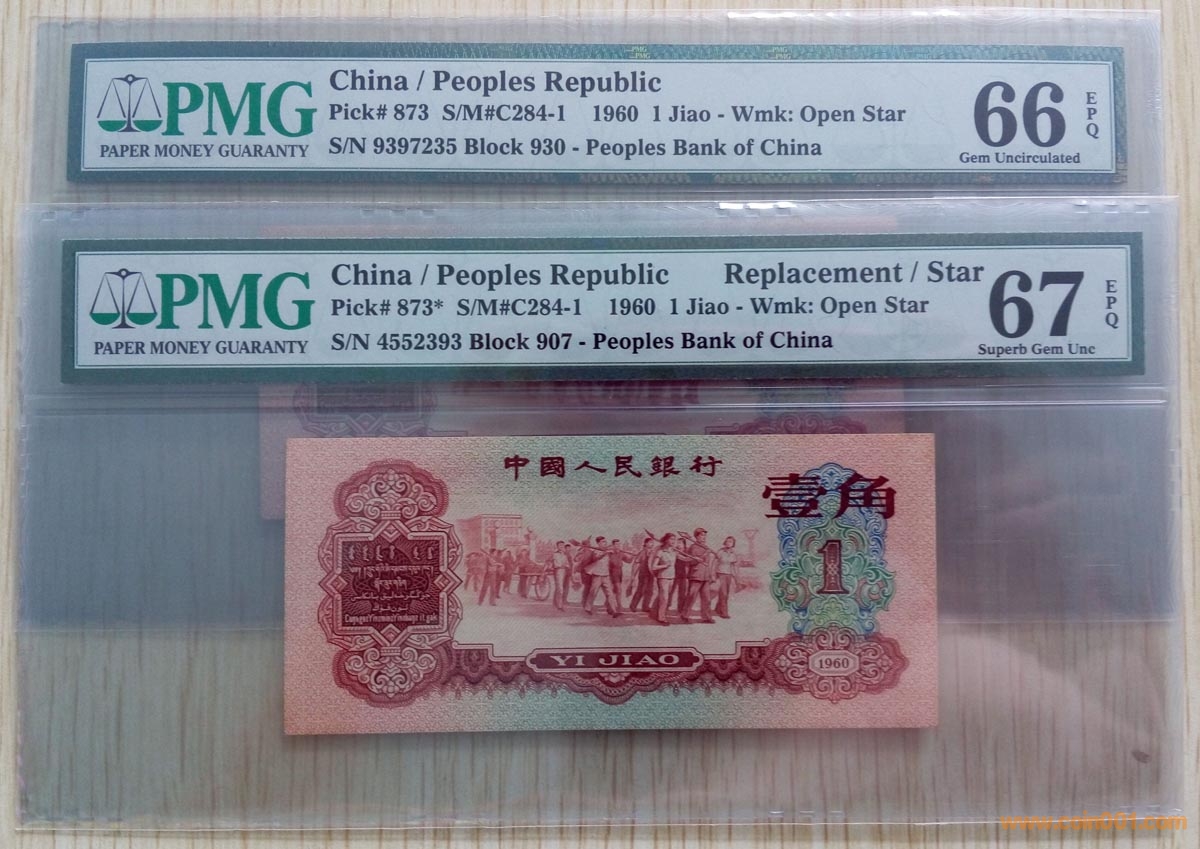 China / Peoples Republic
Pick# 873 S/M#C284-1 1960 1 Jiao - Wmk: Open Star
S/N 9397235 Block 930 - Peoples Bank of China
PMG
PAPER MONEY GUARANTY
66
EPQ
Gem Uncirculated
China / Peoples Republic Replacement / Star
Pick# 873* S/M#C284-1 1960 1 Jiao - Wmk: Open Star
S/N 4552393 Block 907 - Peoples Bank of China
PMG
PAPER MONEY GUARANTY
67
EPQ
Superb Gem Unc
中國人民銀行
壹角
1
YI JIAO
1960